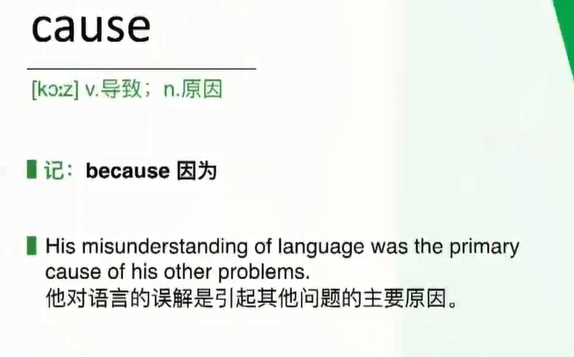 cause
[kɔːz] v.导致；n.原因
记：because 因为
His misunderstanding of language was the primary
cause of his other problems.
他对语言的误解是引起其他问题的主要原因。